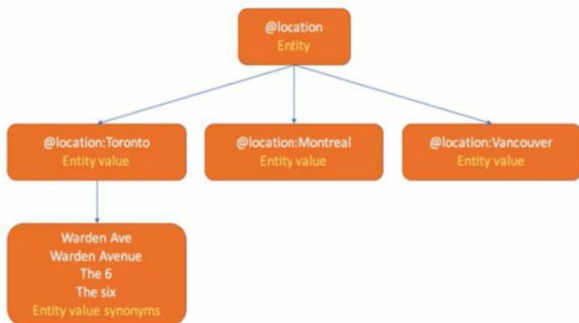 @location
Entity
@location:Toronto
Entity value
@location:Montreal
Entity value
@location:Vancouver
Entity value
Warden Ave
Warden Avenue
The 6
The six
Entity value synonyms